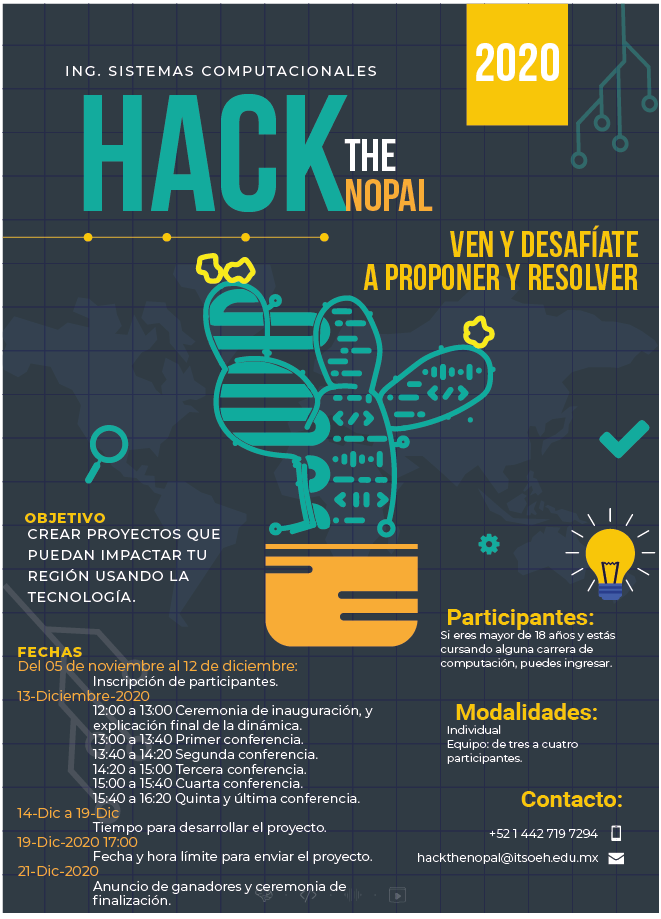 2020
ING. SISTEMAS COMPUTACIONALES
HACK
THE
NOPAL
VEN Y DESAFÍATE
A PROPONER Y RESOLVER
OBJETIVO
CREAR PROYECTOS QUE
PUEDAN IMPACTAR TU
REGIÓN USANDO LA
TECNOLOGÍA.
FECHAS
Del 05 de noviembre al 12 de diciembre:
Inscripción de participantes.
13-Diciembre-2020
12:00 a 13:00 Ceremonia de inauguración, y
explicación final de la dinámica.
13:00 a 13:40 Primer conferencia.
13:40 a 14:20 Segunda conferencia.
14:20 a 15:00 Tercera conferencia.
15:00 a 15:40 Cuarta conferencia.
15:40 a 16:20 Quinta y última conferencia.
14-Dic a 19-Dic
Tiempo para desarrollar el proyecto.
19-Dic-2020 17:00
Fecha y hora límite para enviar el proyecto.
21-Dic-2020
Anuncio de ganadores y ceremonia de
finalización.
Participantes:
Si eres mayor de 18 años y estás
cursando alguna carrera de
computación, puedes ingresar.
Modalidades:
Individual
Equipo: de tres a cuatro
participantes.
Contacto:
+52 1 442 719 7294
hackthenopal@itsoeh.edu.mx